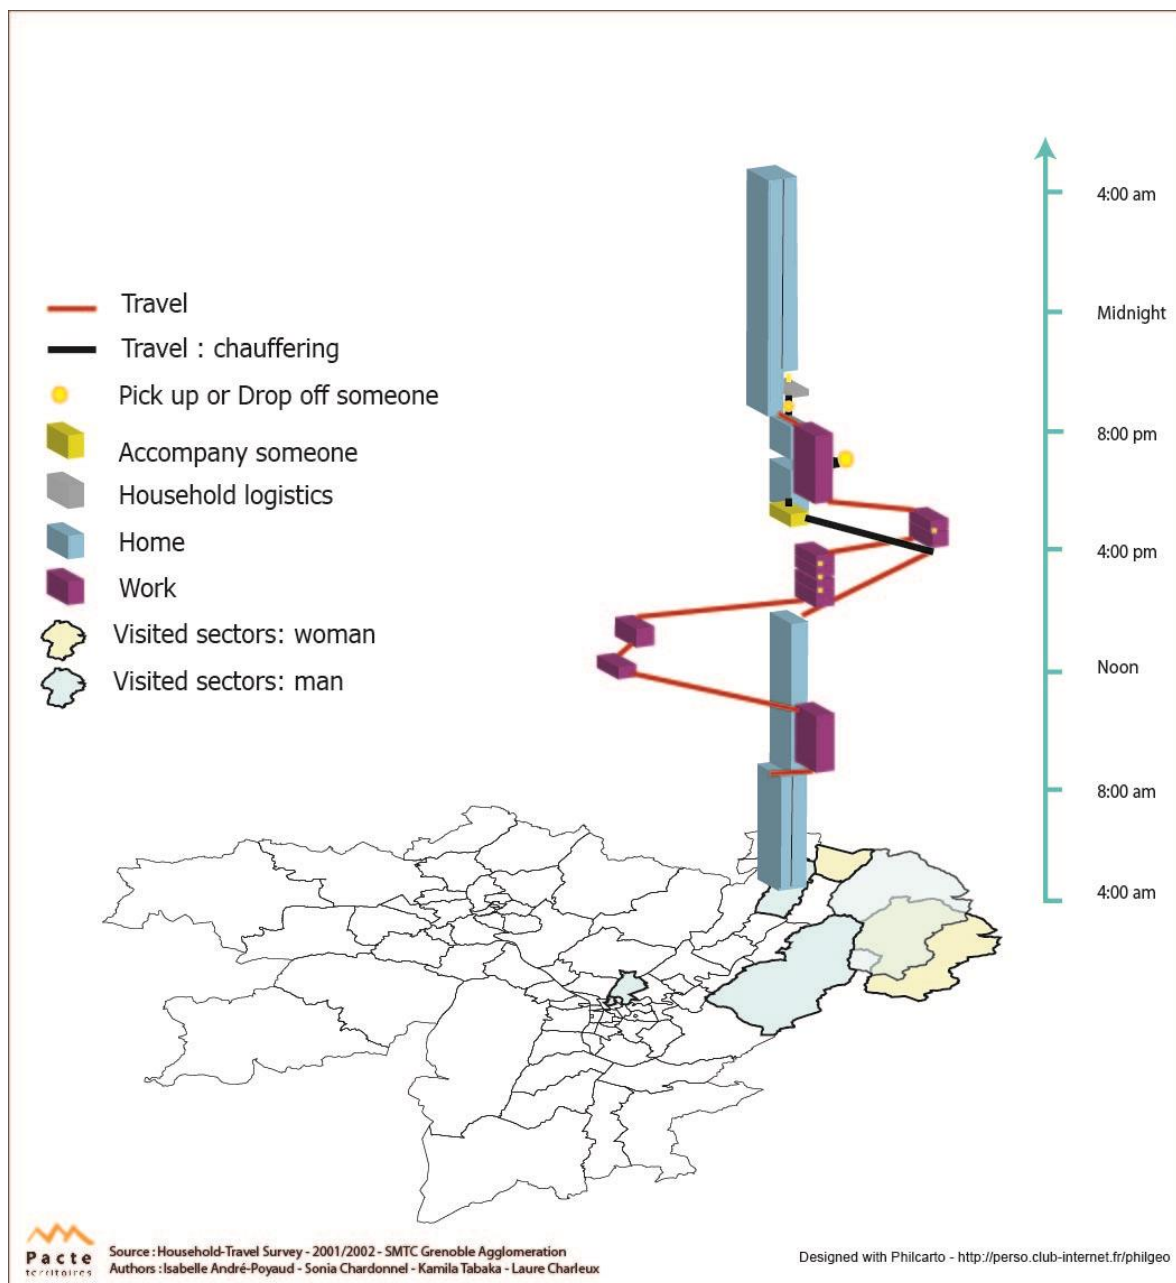 4:00 am
Midnight
8:00 pm
4:00 pm
Noon
8:00 am
4:00 am
Travel
Travel : chauffering
Pick up or Drop off someone
Accompany someone
Household logistics
Home
Work
Visited sectors: woman
Visited sectors: man
Pacte
territoires
Source : Household-Travel Survey - 2001/2002 - SMTC Grenoble Agglomeration
Authors : Isabelle André-Poyaud - Sonia Chardonnel - Kamila Tabaka - Laure Charleux
Designed with Philcarto - http://perso.club-internet.fr/philgeo